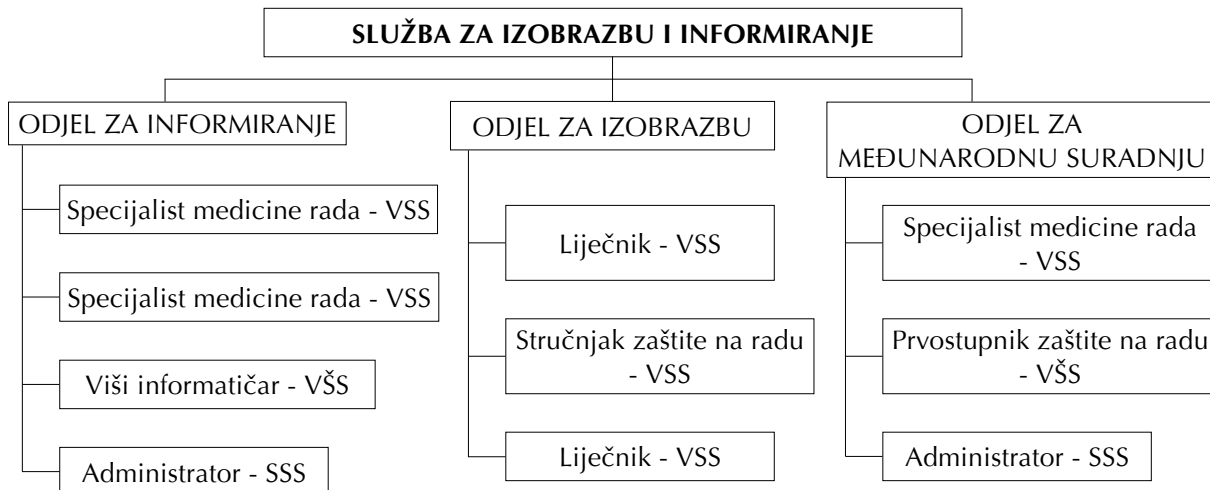 SLUŽBA ZA IZOBRAZBU I INFORMIRANJE
ODJEL ZA INFORMIRANJE
Specijalist medicine rada - VSS
Specijalist medicine rada - VSS
Viši informatičar - VŠS
Administrator - SSS
ODJEL ZA IZOBRAZBU
Liječnik - VSS
Stručnjak zaštite na radu
- VSS
Liječnik - VSS
ODJEL ZA
MEĐUNARODNU SURADNJU
Specijalist medicine rada
- VSS
Prvostupnik zaštite na radu
- VŠS
Administrator - SSS